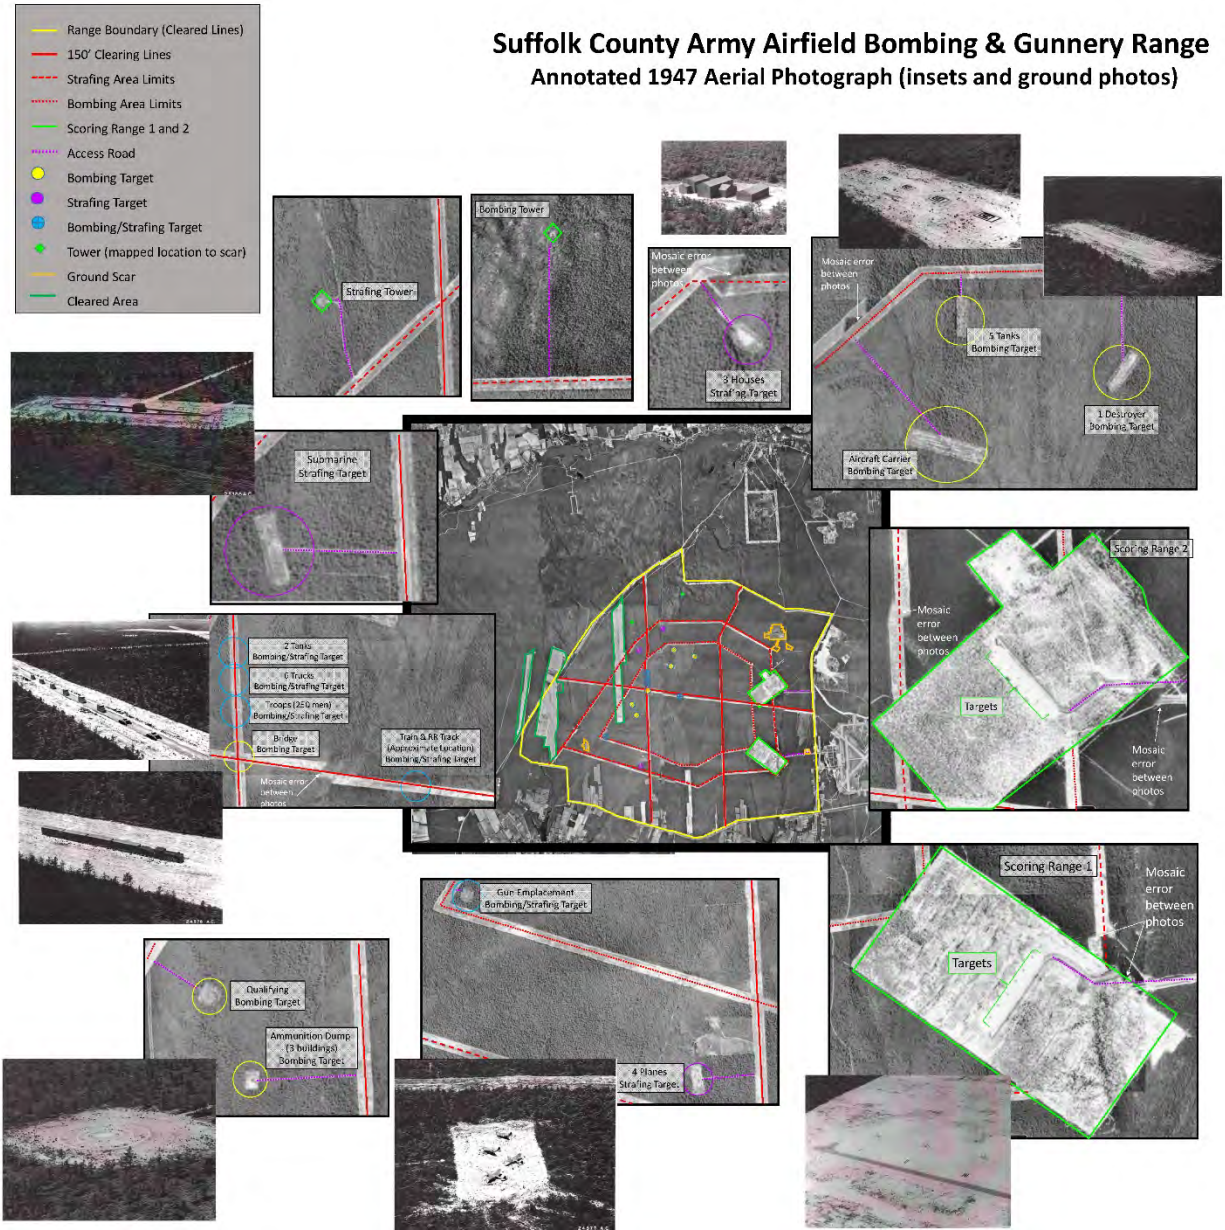 Suffolk County Army Airfield Bombing & Gunnery Range
Annotated 1947 Aerial Photograph (insets and ground photos)
Range Boundary (Cleared Lines)
150' Clearing Lines
Strafing Area Limits
Bombing Area Limits
Scoring Range 1 and 2
Access Road
Bombing Target
Strafing Target
Bombing/Strafing Target
Tower (mapped location to scar)
Ground Scar
Cleared Area
Strafing Tower
Bombing Tower
Mosaic error
between
photos
3 Houses
Strafing Target
Mosaic error
between
photos
5 Tanks
Bombing Target
1 Destroyer
Bombing Target
Aircraft Carrier
Bombing Target
Submarine
Strafing Target
Scoring Range 2
Mosaic
error
between
photos
Targets
Mosaic
error
between
photos
2 Tanks
Bombing/Strafing Target
6 Trucks
Bombing/Strafing Target
Troops (250 men)
Bombing/Strafing Target
Bridge
Bombing Target
Train & RR Track
(Approximate Location)
Bombing/Strafing Target
Mosaic error
between
photos
Scoring Range 1
Mosaic
error
between
photos
Targets
Gun Emplacement
Bombing/Strafing Target
4 Planes
Strafing Target
Qualifying
Bombing Target
Ammunition Dump
(3 buildings)
Bombing Target